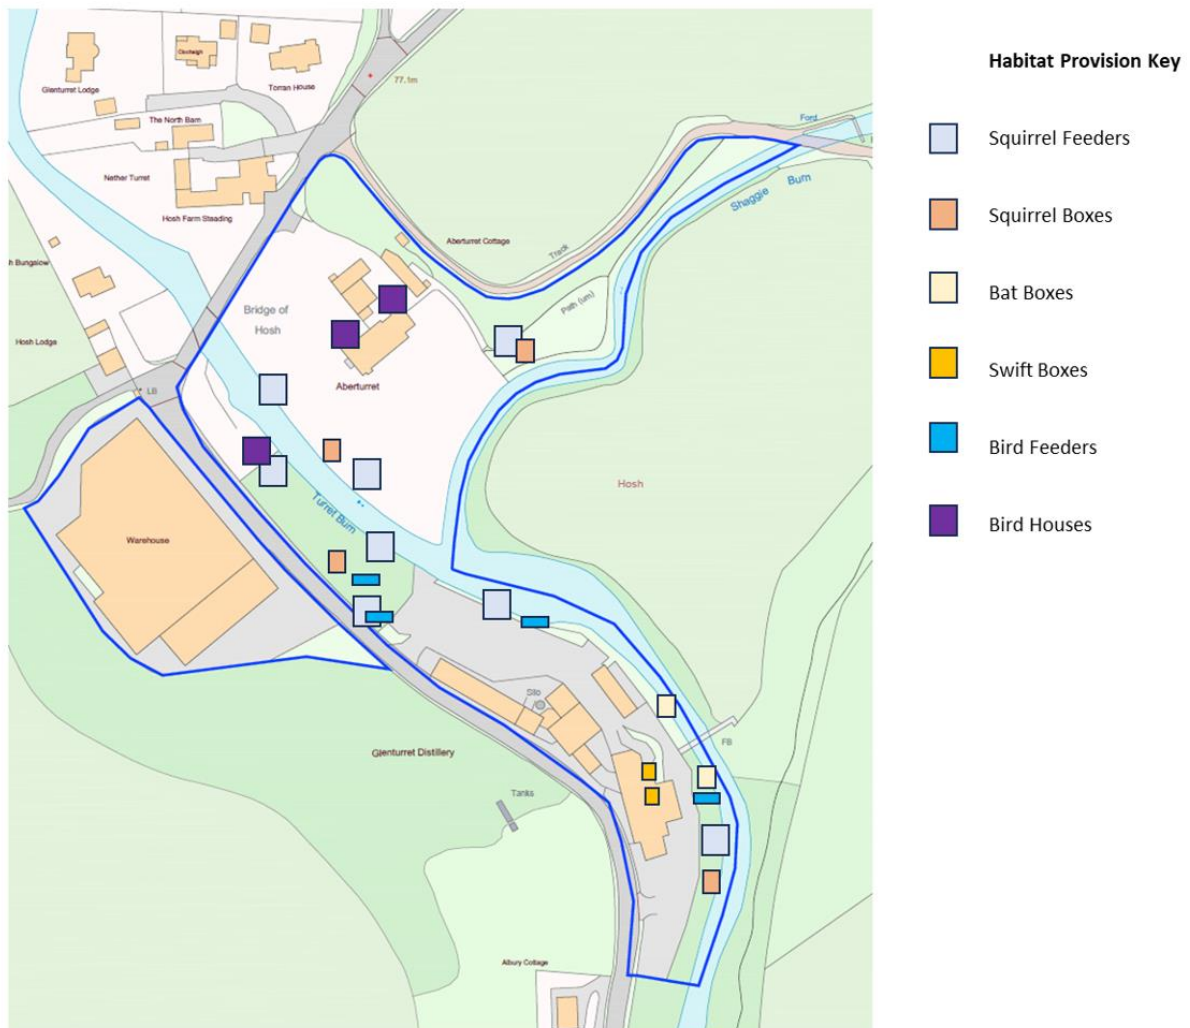 Habitat Provision Key
Squirrel Feeders
Squirrel Boxes
Bat Boxes
Swift Boxes
Bird Feeders
Bird Houses
Glenturret Lodge
Torran House
77.1m
The North Barn
Nether Turret
Hosh Farm Steading
Ford
Shaggie Burn
Aberturret Cottage
Track
Path (um)
h Bungalow
Hosh Lodge
Bridge of
Hosh
Aberturret
LB
Hosh
Turret Burn
Warehouse
Silo
FB
Glenturret Distillery
Tanks
Albury Cottage